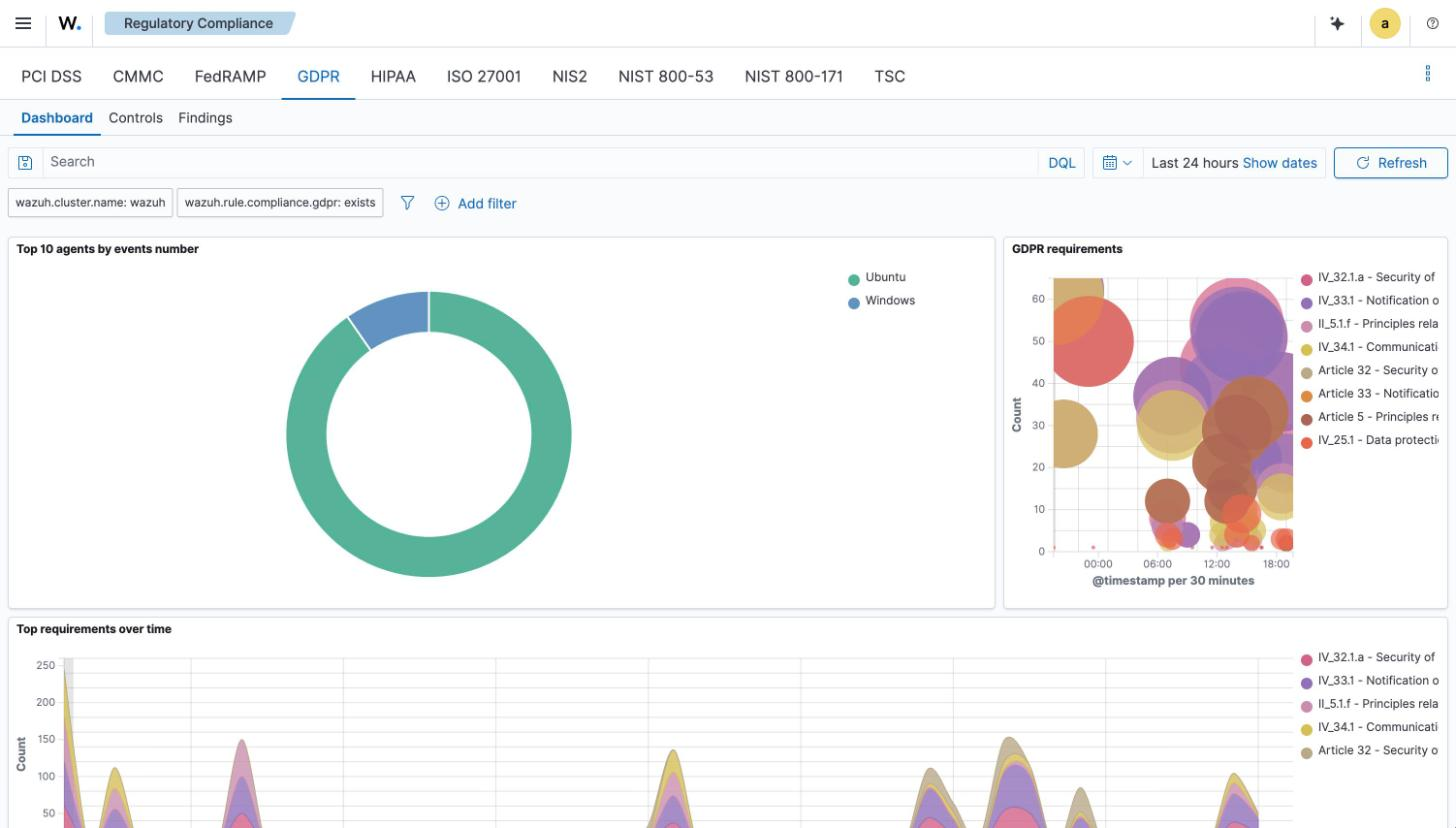 W.
Regulatory Compliance
a
PCI DSS
CMMC
FedRAMP
GDPR
HIPAA
ISO 27001
NIS2
NIST 800-53
NIST 800-171
TSC
Dashboard
Controls
Findings
Search
DQL
Last 24 hours Show dates
Refresh
wazuh.cluster.name: wazuh
wazuh.rule.compliance.gdpr: exists
Add filter
Top 10 agents by events number
Ubuntu
Windows
GDPR requirements
Count
60
50
40
30
20
10
0
00:00
06:00
12:00
18:00
@timestamp per 30 minutes
IV_32.1.a - Security of
IV_33.1 - Notification o
II_5.1.f - Principles rela
IV_34.1 - Communicati
Article 32 - Security o
Article 33 - Notificatio
Article 5 - Principles re
IV_25.1 - Data protecti
Top requirements over time
Count
250
200
150
100
50
IV_32.1.a - Security of
IV_33.1 - Notification o
II_5.1.f - Principles rela
IV_34.1 - Communicati
Article 32 - Security o